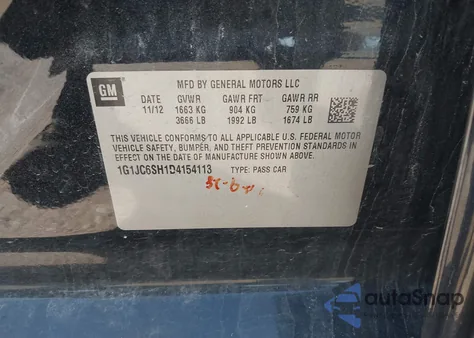 GM
MFD BY GENERAL MOTORS LLC
DATE GVWR GAWR FRT GAWR RR
11/12 1663 KG 904 KG 759 KG
3666 LB 1992 LB 1674 LB
THIS VEHICLE CONFORMS TO ALL APPLICABLE U.S. FEDERAL MOTOR
VEHICLE SAFETY, BUMPER, AND THEFT PREVENTION STANDARDS IN
EFFECT ON THE DATE OF MANUFACTURE SHOWN ABOVE.
1G1JC6SH1D4154113 TYPE: PASS CAR
autoSnap